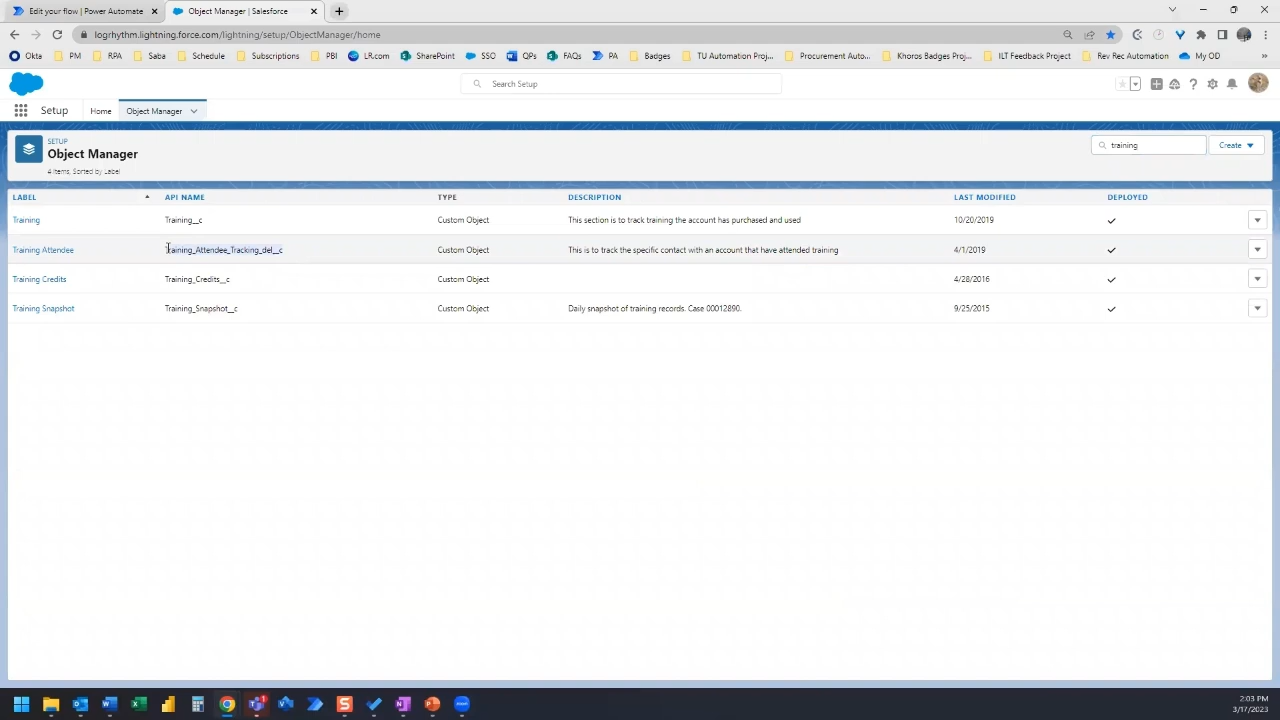 Edit your flow | Power Automate
Object Manager | Salesforce
logrhythm.lightning.force.com/lightning/setup/ObjectManager/home
Okta PM RPA Saba Schedule Subscriptions PBI LR.com SharePoint SSO QPs FAQs PA Badges TU Automation Proj... Procurement Auto... Khoros Badges Proj... ILT Feedback Project Rev Rec Automation My OD
Search Setup
Setup Home Object Manager
SETUP
Object Manager
training
Create
4 Items, Sorted by Label
LABEL API NAME TYPE DESCRIPTION LAST MODIFIED DEPLOYED
Training Training__c Custom Object This section is to track training the account has purchased and used 10/20/2019
Training Attendee Training_Attendee_Tracking_del__c Custom Object This is to track the specific contact with an account that have attended training 4/1/2019
Training Credits Training_Credits__c Custom Object 4/28/2016
Training Snapshot Training_Snapshot__c Custom Object Daily snapshot of training records. Case 00012890. 9/25/2015
2:03 PM
3/17/2023